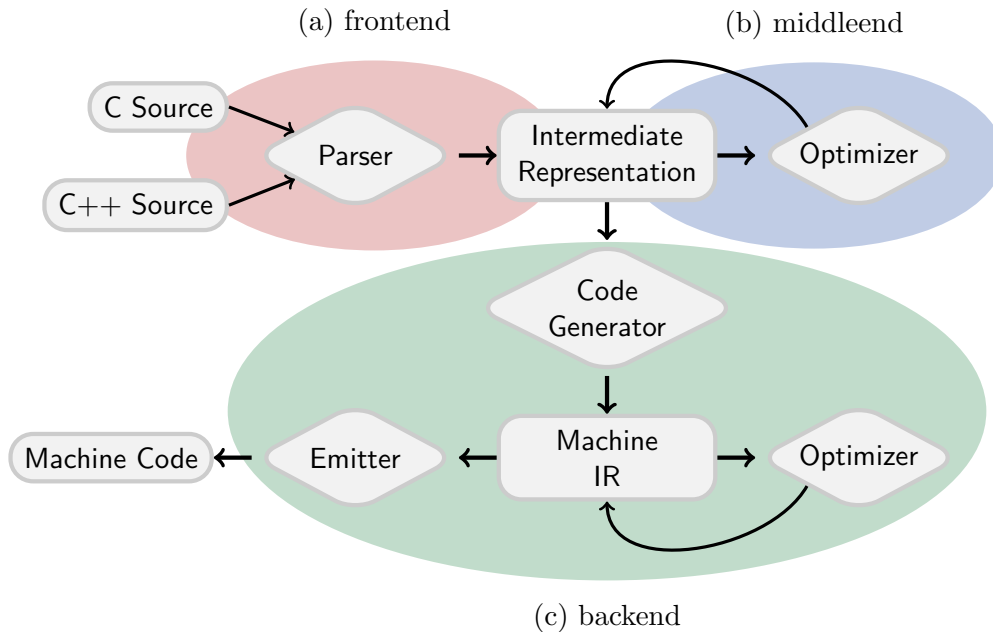 (a) frontend
(b) middleend
C Source
C++ Source
Parser
Intermediate
Representation
Optimizer
Code
Generator
Machine Code
Emitter
Machine
IR
Optimizer
(c) backend